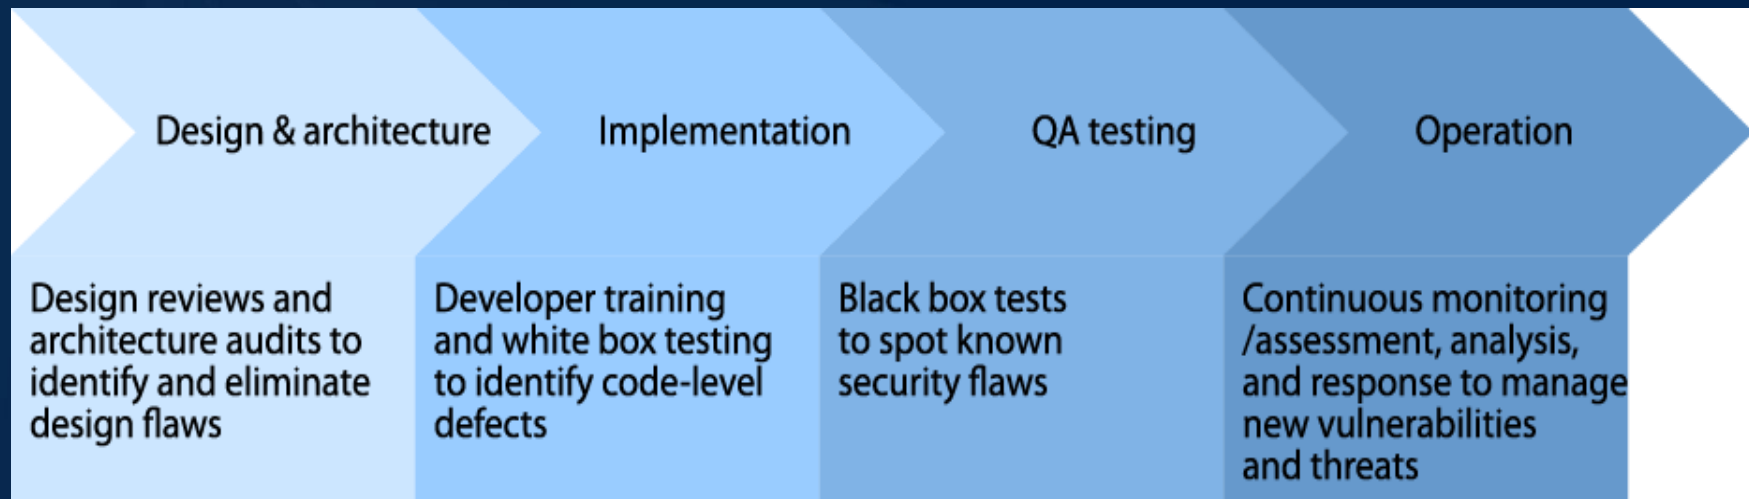 Design & architecture
Implementation
QA testing
Operation
Design reviews and
architecture audits to
identify and eliminate
design flaws
Developer training
and white box testing
to identify code-level
defects
Black box tests
to spot known
security flaws
Continuous monitoring
/assessment, analysis,
and response to manage
new vulnerabilities
and threats